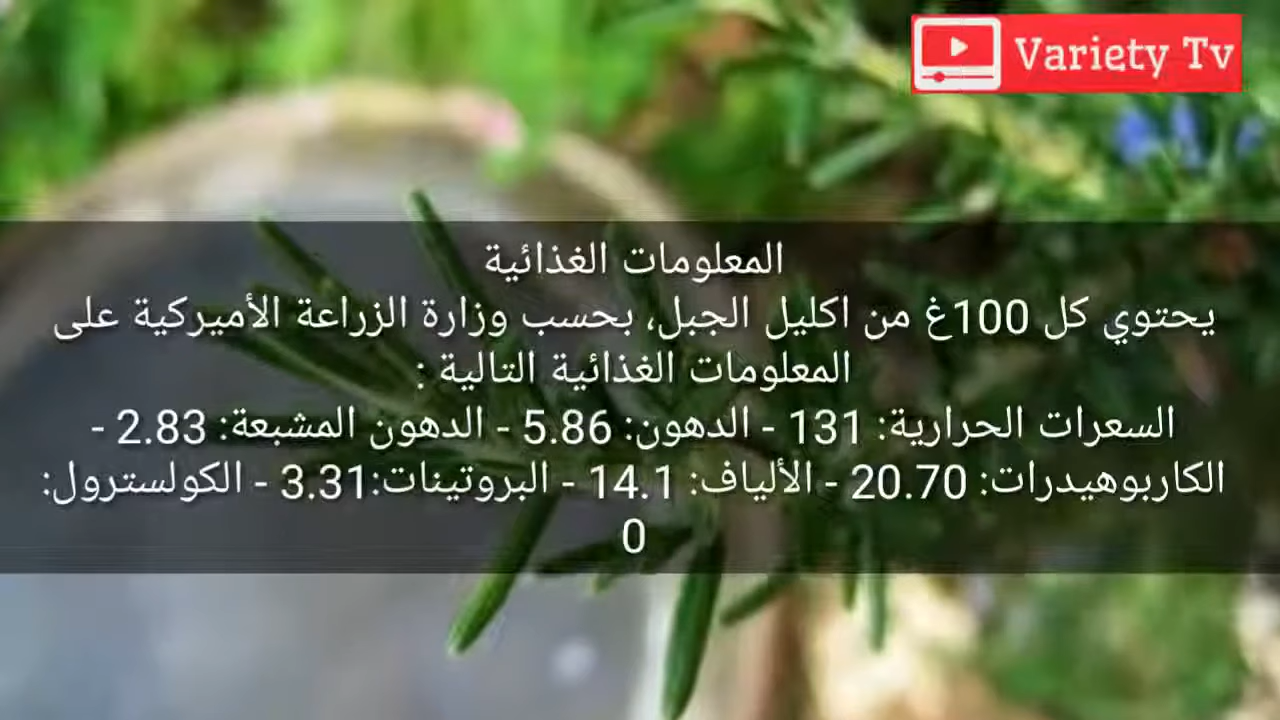 Variety Tv
المعلومات الغذائية
يحتوي كل 100غ من اكليل الجبل، بحسب وزارة الزراعة الأميركية على
المعلومات الغذائية التالية :
السعرات الحرارية: 131 - الدهون: 5.86 - الدهون المشبعة: 2.83 -
الكاربوهيدرات: 20.70 - الألياف: 14.1 - البروتينات:3.31 - الكولسترول:
0